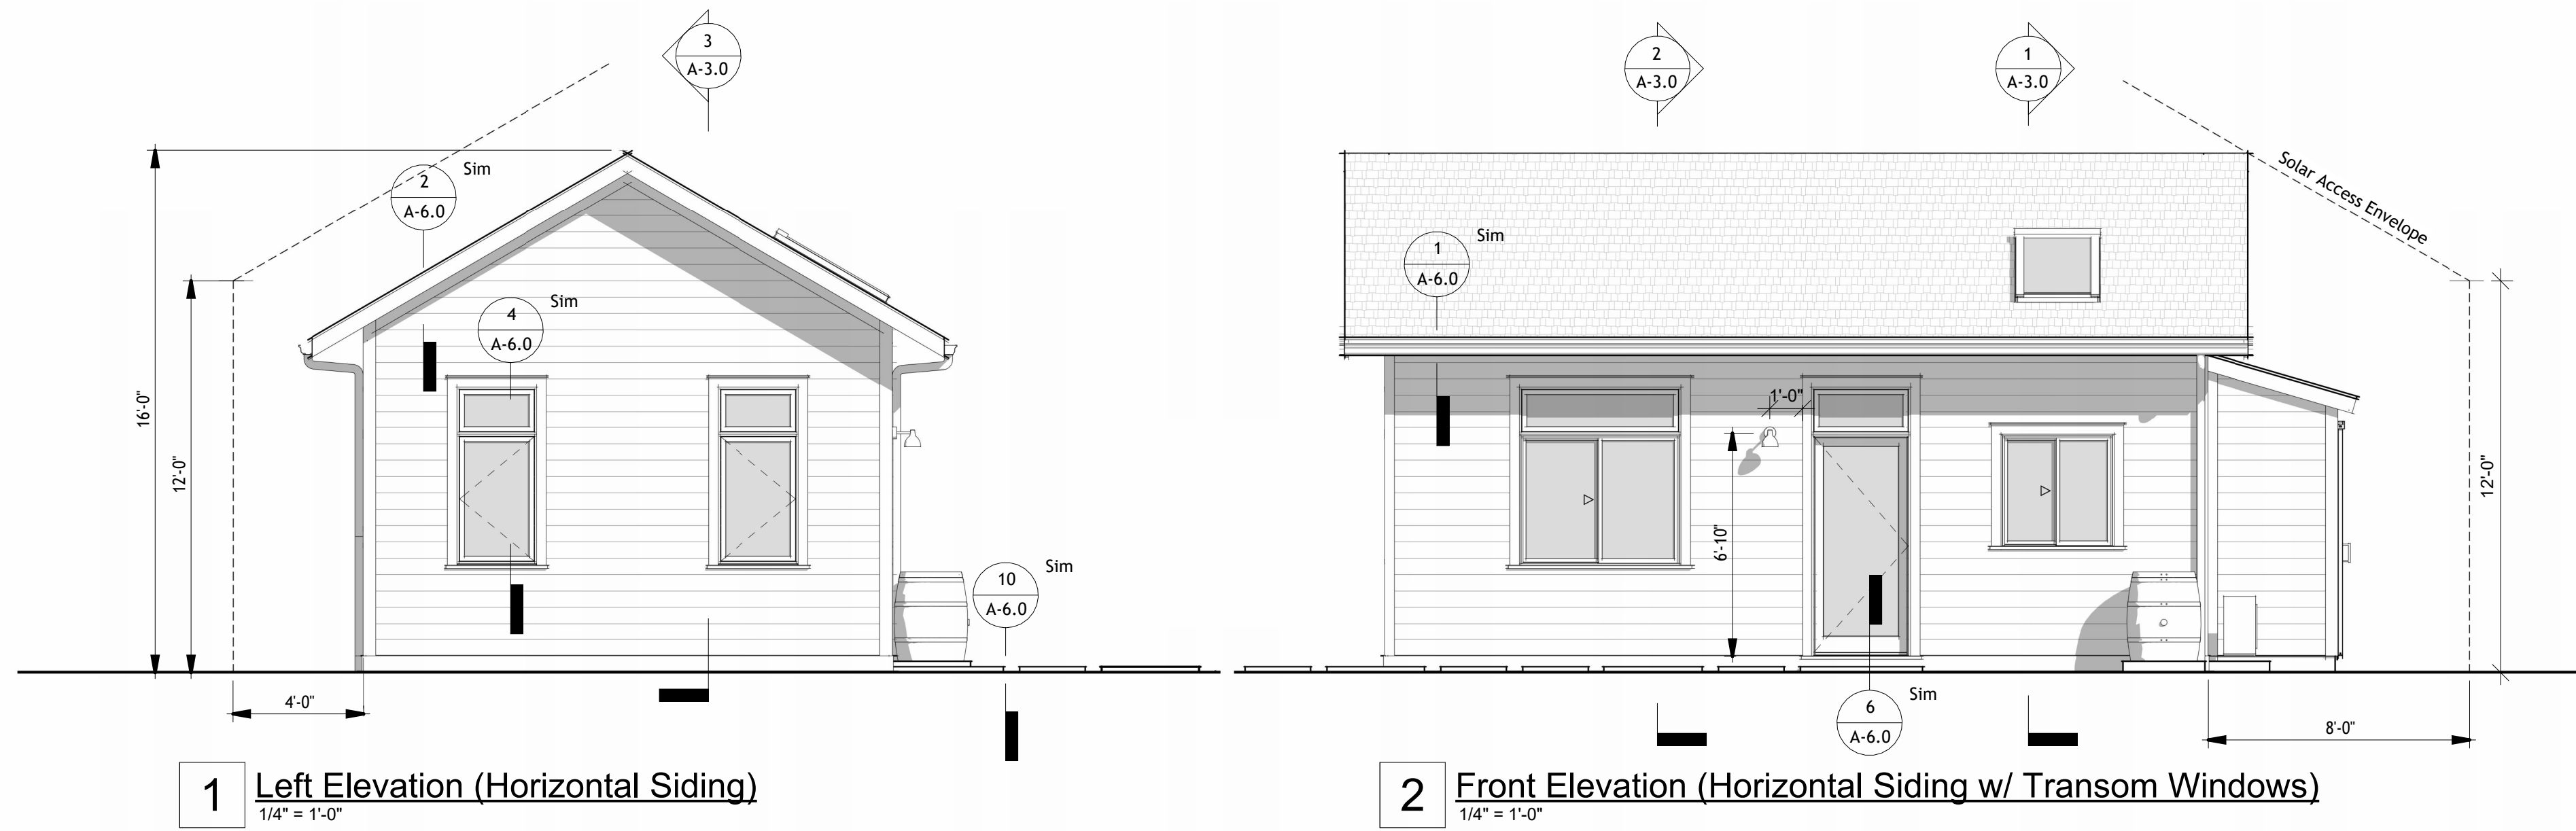 3
A-3.0
2
A-6.0
Sim
4
A-6.0
Sim
16'-0"
12'-0"
10
A-6.0
Sim
4'-0"
1
Left Elevation (Horizontal Siding)
1/4" = 1'-0"
2
A-3.0
1
A-3.0
Solar Access Envelope
1
A-6.0
Sim
1'-0"
6'-10"
12'-0"
6
A-6.0
Sim
8'-0"
2
Front Elevation (Horizontal Siding w/ Transom Windows)
1/4" = 1'-0"